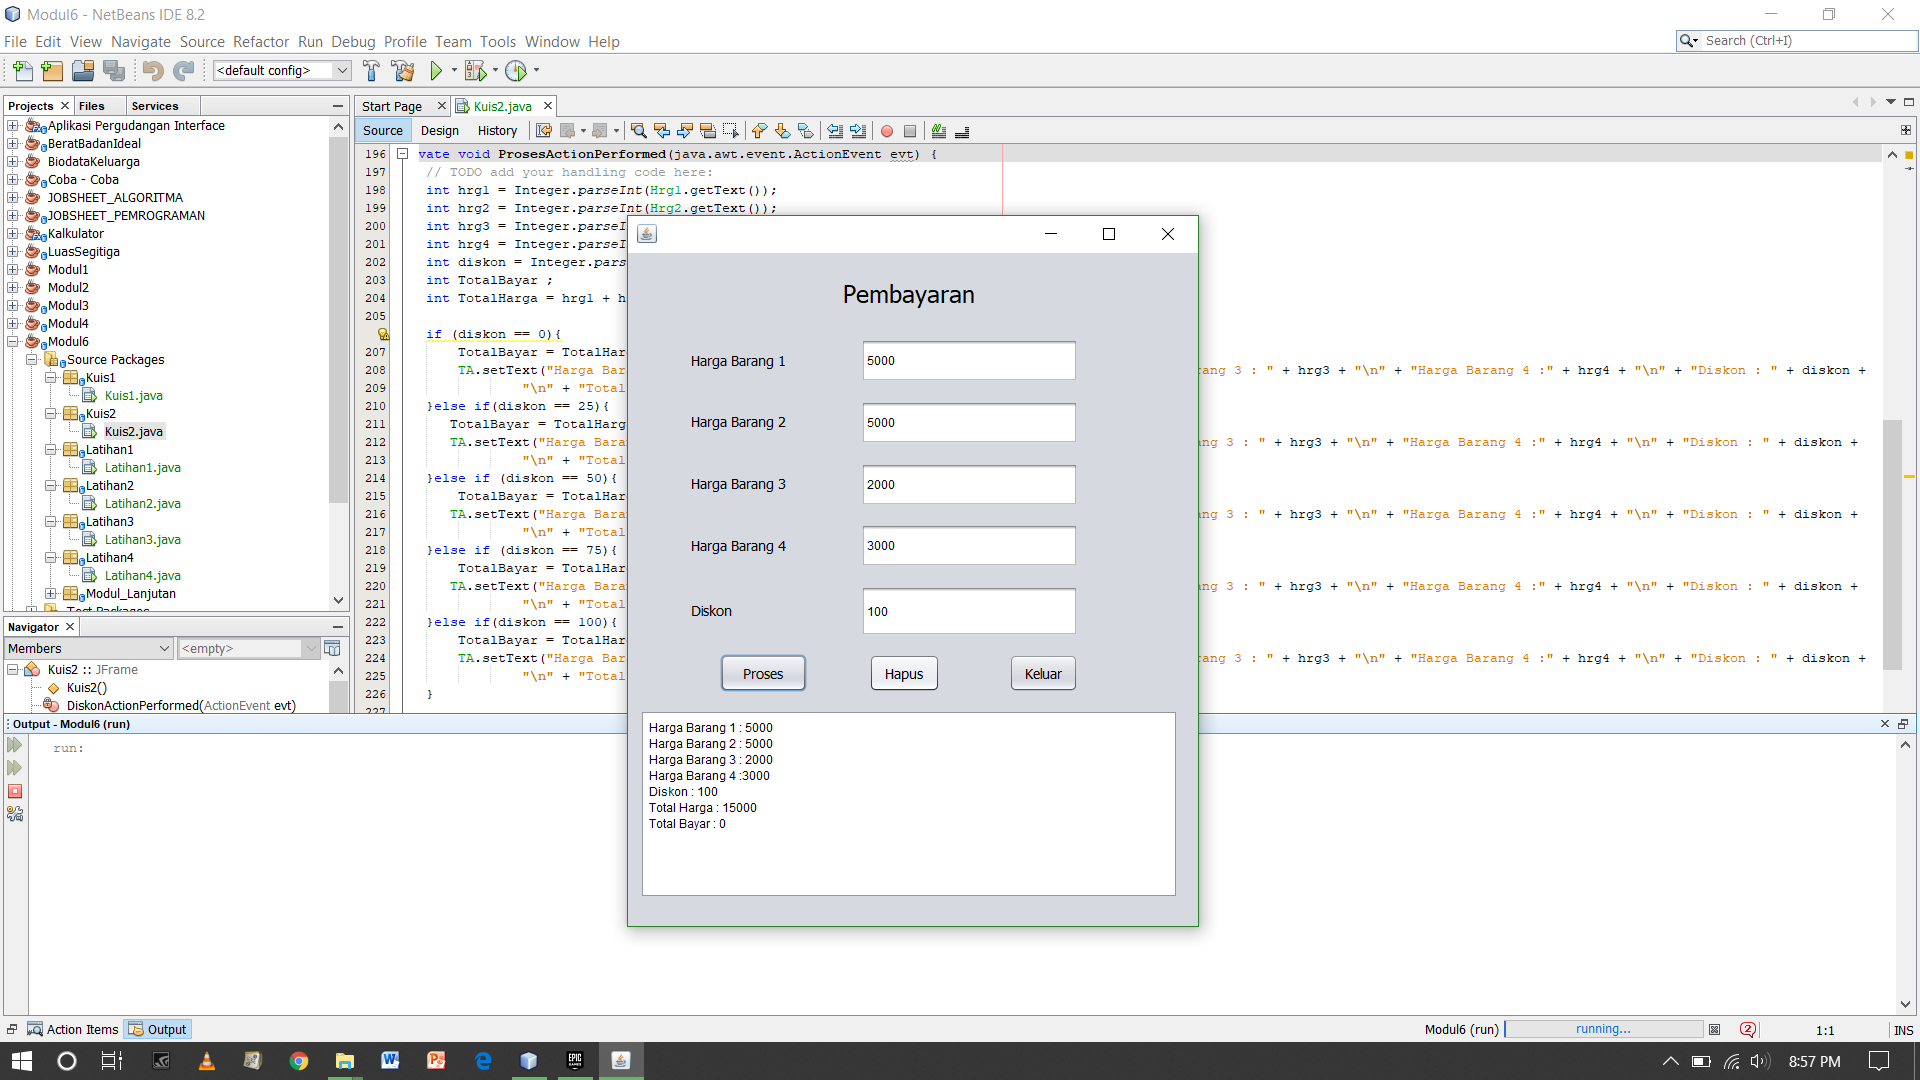 Modul6 - NetBeans IDE 8.2
File Edit View Navigate Source Refactor Run Debug Profile Team Tools Window Help
Search (Ctrl+I)
<default config>
Projects Files Services
Aplikasi Pergudangan Interface
BeratBadanIdeal
BiodataKeluarga
Coba - Coba
JOBSHEET_ALGORITMA
JOBSHEET_PEMROGRAMAN
Kalkulator
LuasSegitiga
Modul1
Modul2
Modul3
Modul4
Modul6
Source Packages
Kuis1
Kuis1.java
Kuis2
Kuis2.java
Latihan1
Latihan1.java
Latihan2
Latihan2.java
Latihan3
Latihan3.java
Latihan4
Latihan4.java
Modul_Lanjutan
Test Packages
Navigator
Members <empty>
Kuis2 :: JFrame
Kuis2()
DiskonActionPerformed(ActionEvent evt)
Start Page Kuis2.java
Source Design History
196 vate void ProsesActionPerformed(java.awt.event.ActionEvent evt) {
197 // TODO add your handling code here:
198 int hrg1 = Integer.parseInt(Hrg1.getText());
199 int hrg2 = Integer.parseInt(Hrg2.getText());
200 int hrg3 = Integer.parseI
201 int hrg4 = Integer.parseI
202 int diskon = Integer.pars
203 int TotalBayar ;
204 int TotalHarga = hrg1 + h
205
if (diskon == 0){
207 TotalBayar = TotalHar
208 TA.setText("Harga Bar ang 3 : " + hrg3 + "\n" + "Harga Barang 4 :" + hrg4 + "\n" + "Diskon : " + diskon +
209 "\n" + "Total
210 }else if(diskon == 25){
211 TotalBayar = TotalHarg
212 TA.setText("Harga Bara ng 3 : " + hrg3 + "\n" + "Harga Barang 4 :" + hrg4 + "\n" + "Diskon : " + diskon +
213 "\n" + "Total
214 }else if (diskon == 50){
215 TotalBayar = TotalHar
216 TA.setText("Harga Bara ng 3 : " + hrg3 + "\n" + "Harga Barang 4 :" + hrg4 + "\n" + "Diskon : " + diskon +
217 "\n" + "Total
218 }else if (diskon == 75){
219 TotalBayar = TotalHar
220 TA.setText("Harga Bara ng 3 : " + hrg3 + "\n" + "Harga Barang 4 :" + hrg4 + "\n" + "Diskon : " + diskon +
221 "\n" + "Total
222 }else if(diskon == 100){
223 TotalBayar = TotalHar
224 TA.setText("Harga Bar ang 3 : " + hrg3 + "\n" + "Harga Barang 4 :" + hrg4 + "\n" + "Diskon : " + diskon +
225 "\n" + "Total
226 }
227
Pembayaran
Harga Barang 1 5000
Harga Barang 2 5000
Harga Barang 3 2000
Harga Barang 4 3000
Diskon 100
Proses Hapus Keluar
Harga Barang 1 : 5000
Harga Barang 2 : 5000
Harga Barang 3 : 2000
Harga Barang 4 :3000
Diskon : 100
Total Harga : 15000
Total Bayar : 0
Output - Modul6 (run)
run:
Action Items Output
Modul6 (run) running... 2 1:1 INS
EPIC GAMES
8:57 PM